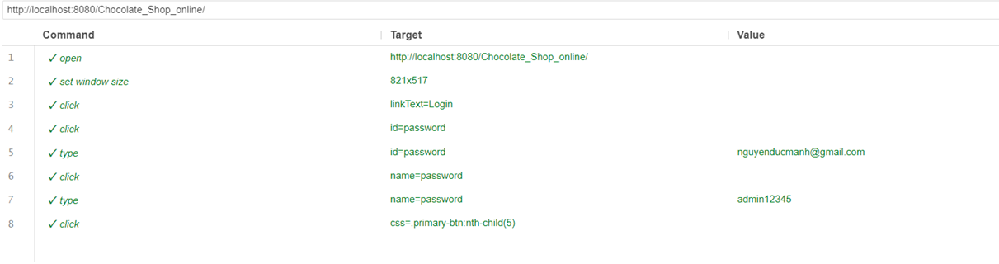 http://localhost:8080/Chocolate_Shop_online/
Command Target Value
1 ✓ open http://localhost:8080/Chocolate_Shop_online/
2 ✓ set window size 821x517
3 ✓ click linkText=Login
4 ✓ click id=password
5 ✓ type id=password nguyenducmanh@gmail.com
6 ✓ click name=password
7 ✓ type name=password admin12345
8 ✓ click css=.primary-btn:nth-child(5)